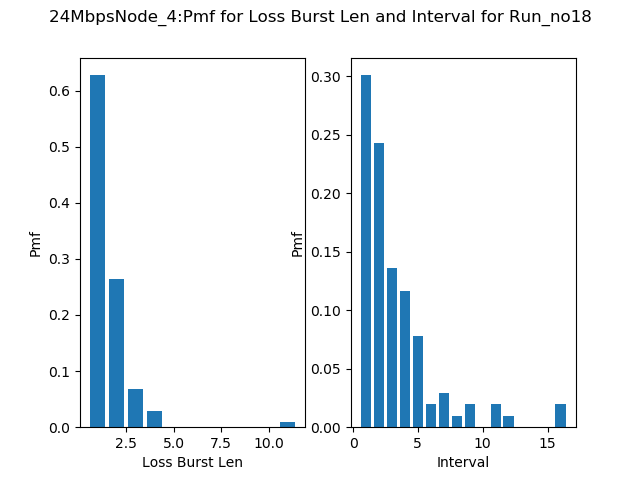 24MbpsNode_4:Pmf for Loss Burst Len and Interval for Run_no18
0.6
0.5
0.4
0.3
0.2
0.1
0.0
Pmf
2.5 5.0 7.5 10.0
Loss Burst Len
0.30
0.25
0.20
0.15
0.10
0.05
0.00
Pmf
0 5 10 15
Interval